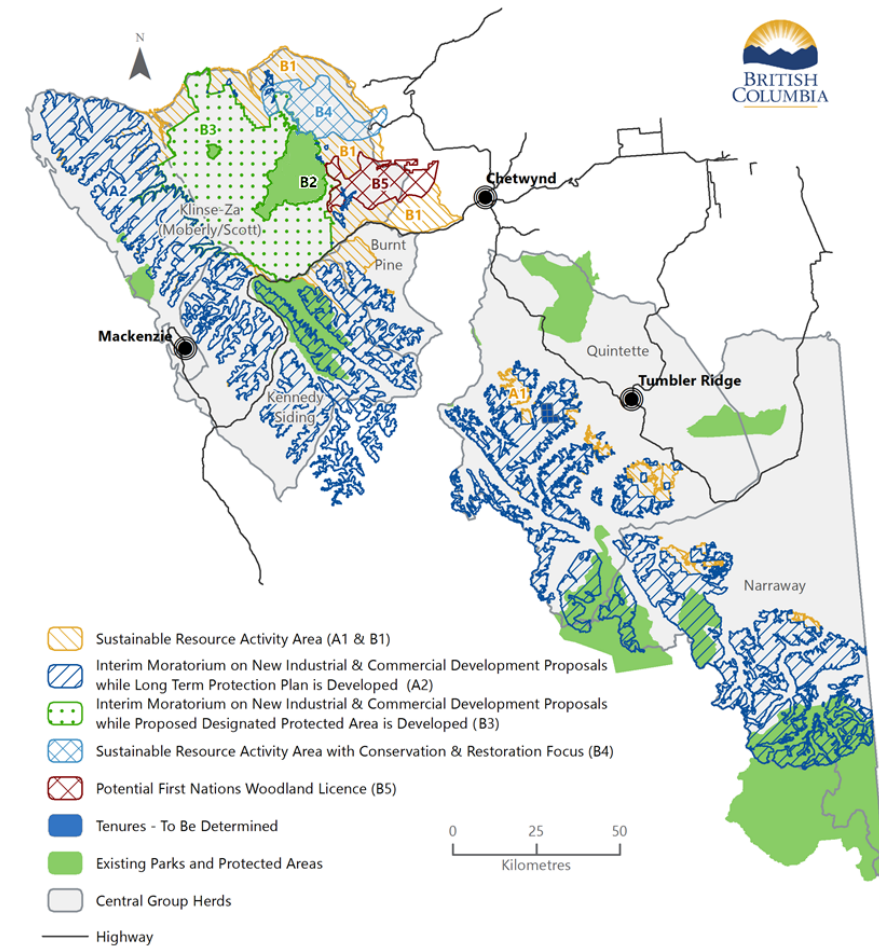 N
BRITISH
COLUMBIA
B1
B4
B3
B1
B2
B5
Chetwynd
A2
B1
Klinse-Za
(Moberly/Scott)
Burnt
Pine
Mackenzie
Quintette
Tumbler Ridge
A1
Kennedy
Siding
Narraway
Sustainable Resource Activity Area (A1 & B1)
Interim Moratorium on New Industrial & Commercial Development Proposals
while Long Term Protection Plan is Developed (A2)
Interim Moratorium on New Industrial & Commercial Development Proposals
while Proposed Designated Protected Area is Developed (B3)
Sustainable Resource Activity Area with Conservation & Restoration Focus (B4)
Potential First Nations Woodland Licence (B5)
Tenures - To Be Determined
0 25 50
Kilometres
Existing Parks and Protected Areas
Central Group Herds
Highway